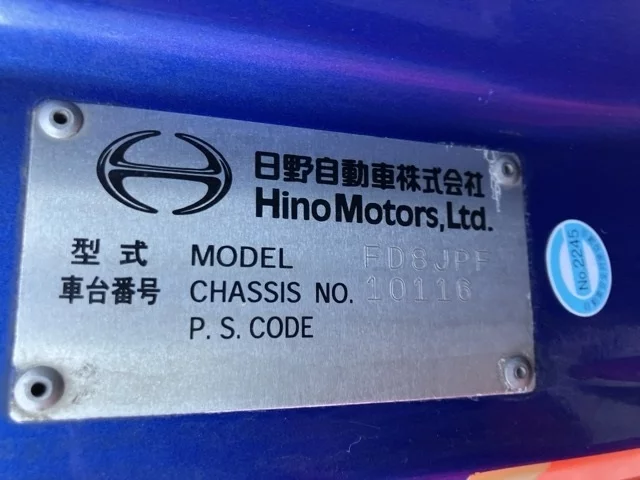 日野自動車株式会社
Hino Motors, Ltd.
型式 MODEL FD8JPF
車台番号 CHASSIS NO. 10116
P. S. CODE
No.2245